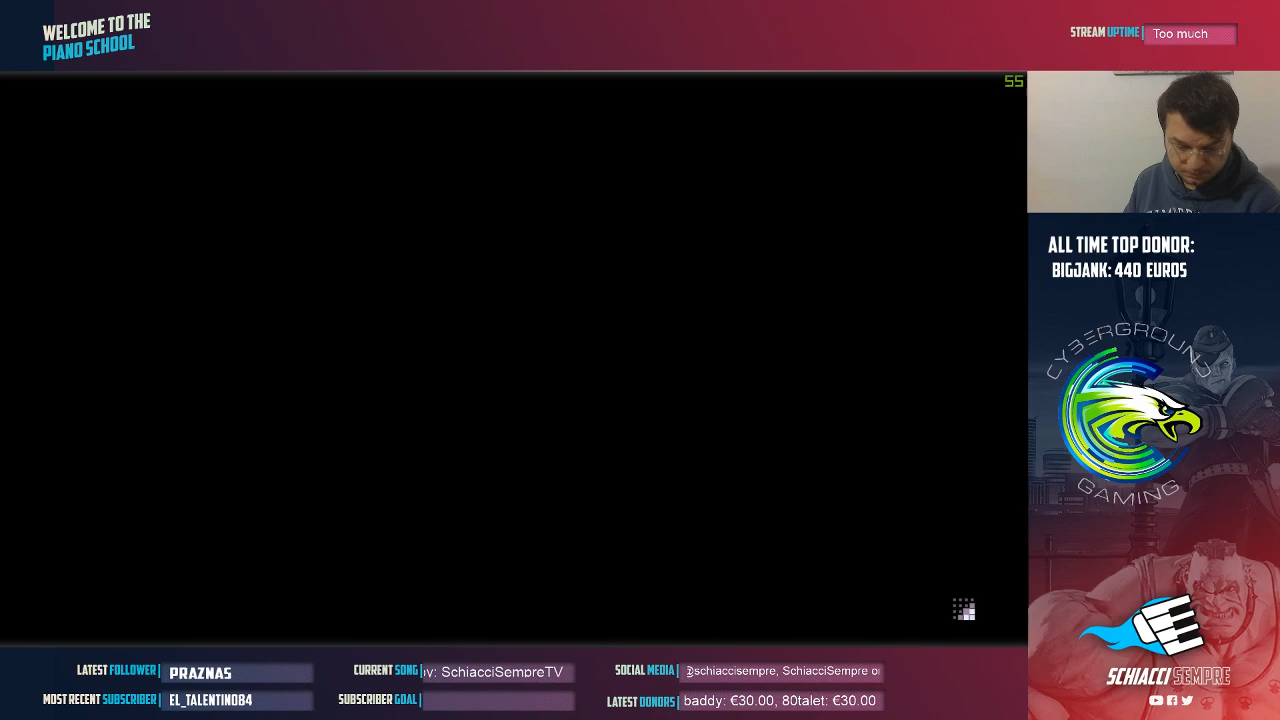 WELCOME TO THE
PIANO SCHOOL
STREAM UPTIME | Too much
55
ALL TIME TOP DONOR:
BIGJANK: 440 EUROS
CYBERGROUND
GAMING
SCHIACCI SEMPRE
LATEST FOLLOWER | PRAZNAS
CURRENT SONG | v: SchiacciSempreTV
SOCIAL MEDIA | @schiaccisempre, SchiacciSempre o
MOST RECENT SUBSCRIBER | EL_TALENTINO84
SUBSCRIBER GOAL |
LATEST DONORS | baddy: €30.00, 80talet: €30.00